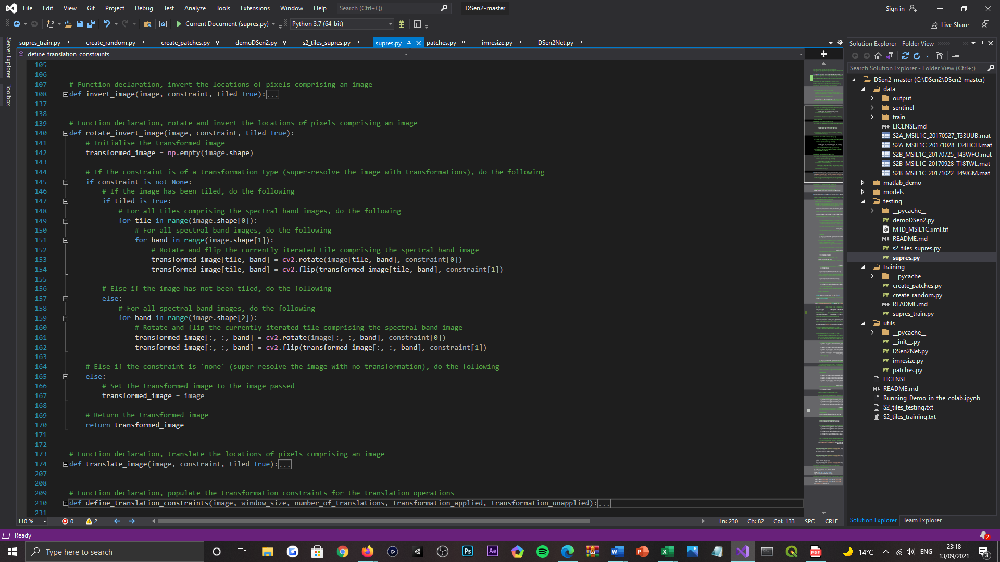 File Edit View Git Project Debug Test Analyze Tools Extensions Window Help Search (Ctrl+Q) DSen2-master Sign in
Current Document (supres.py) Python 3.7 (64-bit) Live Share
supres_train.py create_random.py create_patches.py demoDSen2.py s2_tiles_supres.py supres.py patches.py imresize.py DSen2Net.py
define_translation_constraints
Server Explorer
Toolbox
105
106
107 # Function declaration, invert the locations of pixels comprising an image
108 def invert_image(image, constraint, tiled=True):...
137
138
139 # Function declaration, rotate and invert the locations of pixels comprising an image
140 def rotate_invert_image(image, constraint, tiled=True):
141 # Initialise the transformed image
142 transformed_image = np.empty(image.shape)
143
144 # If the constraint is of a transformation type (super-resolve the image with transformations), do the following
145 if constraint is not None:
146 # If the image has been tiled, do the following
147 if tiled is True:
148 # For all tiles comprising the spectral band images, do the following
149 for tile in range(image.shape[0]):
150 # For all spectral band images, do the following
151 for band in range(image.shape[1]):
152 # Rotate and flip the currently iterated tile comprising the spectral band image
153 transformed_image[tile, band] = cv2.rotate(image[tile, band], constraint[0])
154 transformed_image[tile, band] = cv2.flip(transformed_image[tile, band], constraint[1])
155
156 # Else if the image has not been tiled, do the following
157 else:
158 # For all spectral band images, do the following
159 for band in range(image.shape[2]):
160 # Rotate and flip the currently iterated tile comprising the spectral band image
161 transformed_image[:, :, band] = cv2.rotate(image[:, :, band], constraint[0])
162 transformed_image[:, :, band] = cv2.flip(transformed_image[:, :, band], constraint[1])
163
164 # Else if the constraint is 'none' (super-resolve the image with no transformation), do the following
165 else:
166 # Set the transformed image to the image passed
167 transformed_image = image
168
169 # Return the transformed image
170 return transformed_image
171
172
173 # Function declaration, translate the locations of pixels comprising an image
174 def translate_image(image, constraint, tiled=True):...
207
208
209 # Function declaration, populate the transformation constraints for the translation operations
210 def define_translation_constraints(image, window_size, number_of_translations, transformation_applied, transformation_unapplied):...
231
110 % 0 2 Ln: 230 Ch: 82 Col: 133 SPC CRLF
Solution Explorer - Folder View
Search Solution Explorer - Folder View (Ctrl+;)
DSen2-master (C:\DSen2\DSen2-master)
data
output
sentinel
train
LICENSE.md
S2A_MSIL1C_20170527_T33UUB.mat
S2A_MSIL1C_20171028_T34HCH.mat
S2B_MSIL1C_20170725_T43WFQ.mat
S2B_MSIL1C_20170928_T18TWL.mat
S2B_MSIL1C_20171022_T49JGM.mat
matlab_demo
models
testing
__pycache__
demoDSen2.py
MTD_MSIL1C.xml.tif
README.md
s2_tiles_supres.py
supres.py
training
__pycache__
create_patches.py
create_random.py
README.md
supres_train.py
utils
__pycache__
__init__.py
DSen2Net.py
imresize.py
patches.py
LICENSE
README.md
Running_Demo_in_the_colab.ipynb
S2_tiles_testing.txt
S2_tiles_training.txt
Solution Explorer Team Explorer
Ready 2
Type here to search Ps Ae 14°C ENG 23:18 13/09/2021 3